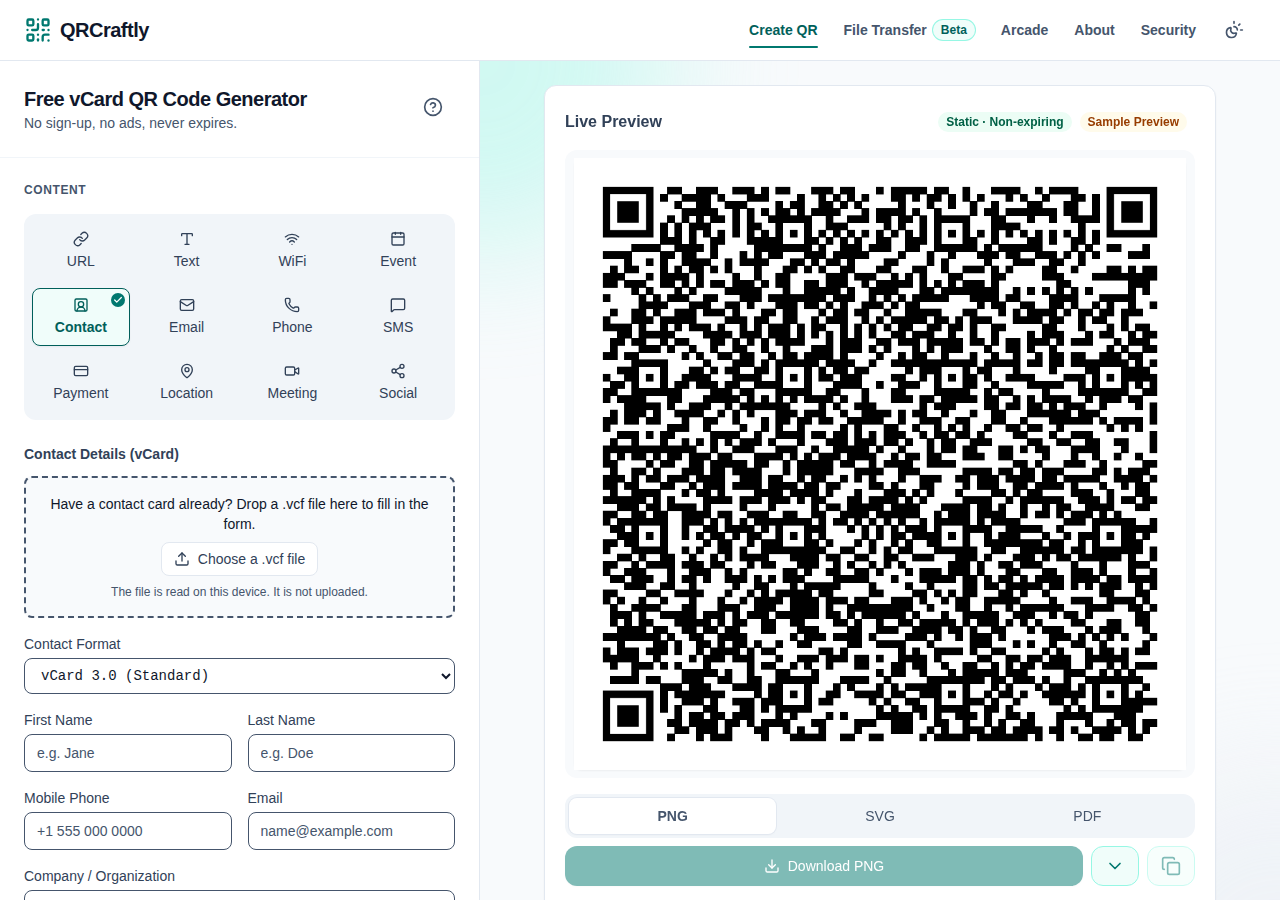 QRCraftly
Create QR
File Transfer Beta
Arcade
About
Security
Free vCard QR Code Generator
No sign-up, no ads, never expires.
CONTENT
URL
Text
WiFi
Event
Contact
Email
Phone
SMS
Payment
Location
Meeting
Social
Contact Details (vCard)
Have a contact card already? Drop a .vcf file here to fill in the
form.
Choose a .vcf file
The file is read on this device. It is not uploaded.
Contact Format
vCard 3.0 (Standard)
First Name
Last Name
e.g. Jane
e.g. Doe
Mobile Phone
Email
+1 555 000 0000
name@example.com
Company / Organization
Live Preview
Static · Non-expiring
Sample Preview
PNG
SVG
PDF
Download PNG